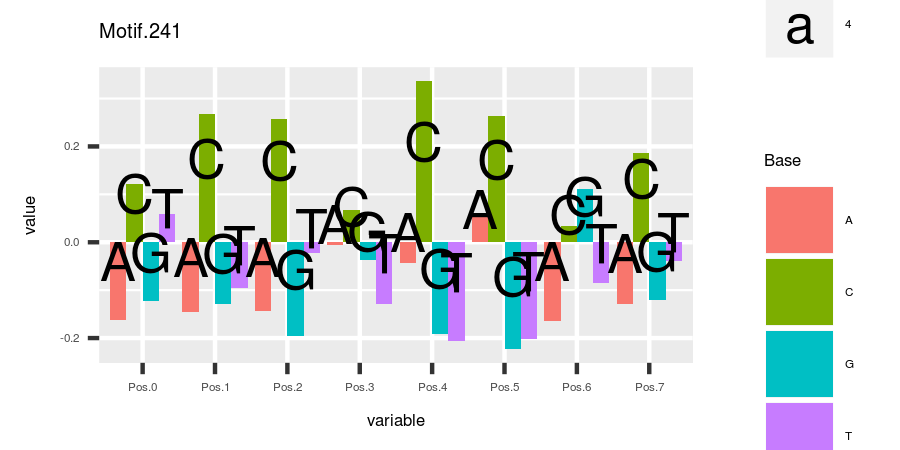 Motif.241
a 4
value
0.2
0.0
-0.2
A C G T A C G T A C G T A C G T A C G T A C G T A C G T A C G T
Pos.0 Pos.1 Pos.2 Pos.3 Pos.4 Pos.5 Pos.6 Pos.7
variable
Base
A
C
G
T